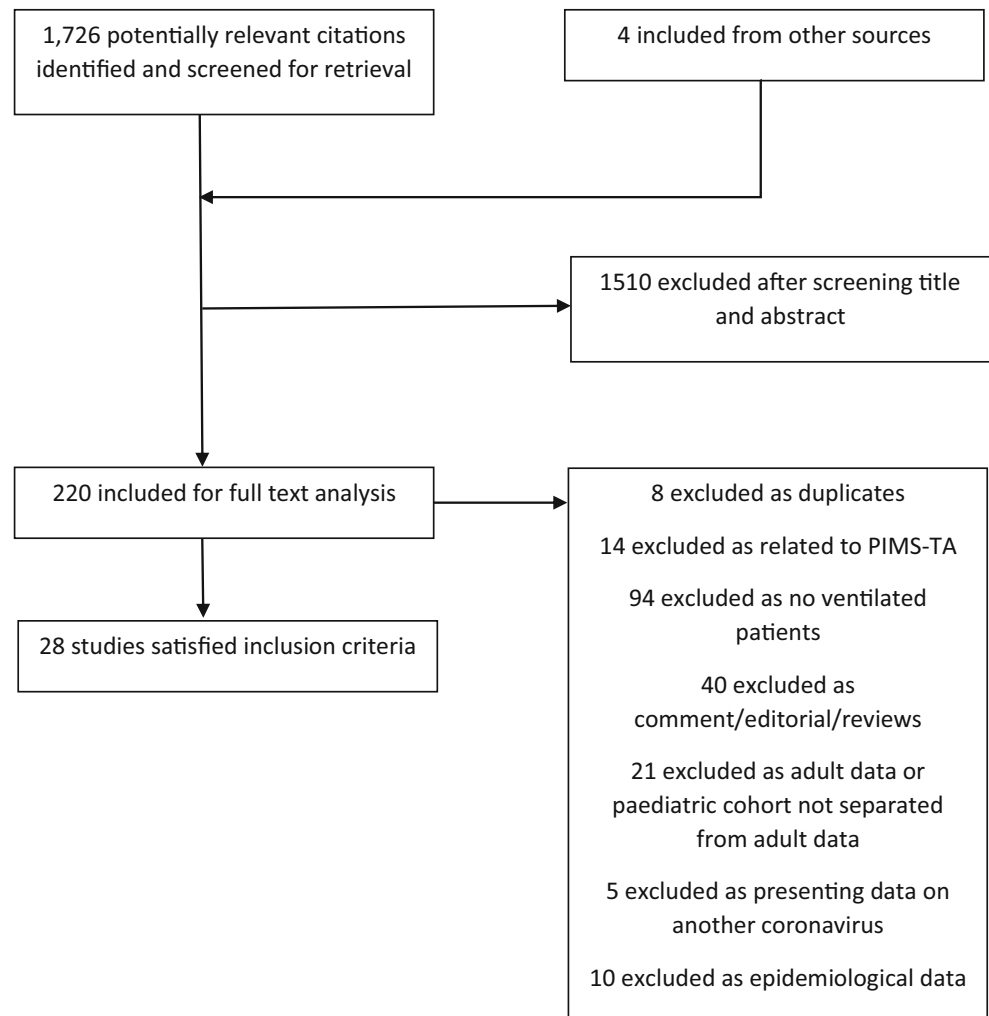 1,726 potentially relevant citations
identified and screened for retrieval
4 included from other sources
1510 excluded after screening title
and abstract
220 included for full text analysis
8 excluded as duplicates
14 excluded as related to PIMS-TA
94 excluded as no ventilated
patients
40 excluded as
comment/editorial/reviews
21 excluded as adult data or
paediatric cohort not separated
from adult data
5 excluded as presenting data on
another coronavirus
10 excluded as epidemiological data
28 studies satisfied inclusion criteria